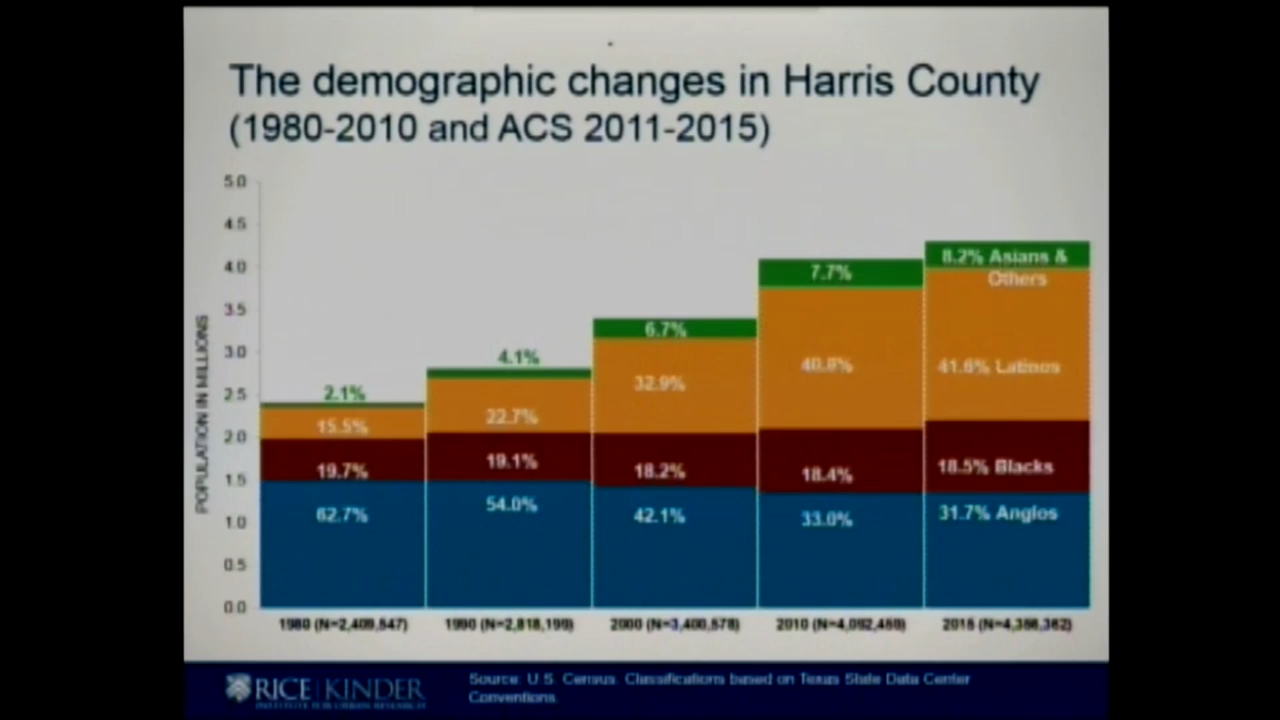 The demographic changes in Harris County
(1980-2010 and ACS 2011-2015)
POPULATION IN MILLIONS
5.0
4.5
4.0
3.5
3.0
2.5
2.0
1.5
1.0
0.5
0.0
2.1%
15.5%
19.7%
62.7%
4.1%
22.7%
19.1%
54.0%
6.7%
32.9%
18.2%
42.1%
7.7%
40.8%
18.4%
33.0%
8.2% Asians &
Others
41.6% Latinos
18.5% Blacks
31.7% Anglos
1980 (N=2,409,547)
1990 (N=2,818,199)
2000 (N=3,400,578)
2010 (N=4,092,459)
2015
RICE | KINDER
INSTITUTE FOR URBAN RESEARCH
Source: U.S. Census. Classifications based on Texas State Data Center
Conventions.